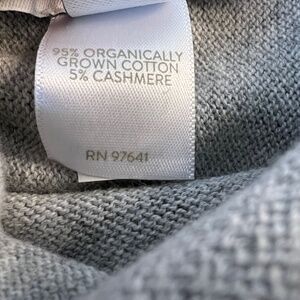 95% ORGANICALLY
GROWN COTTON
5% CASHMERE
RN 97641